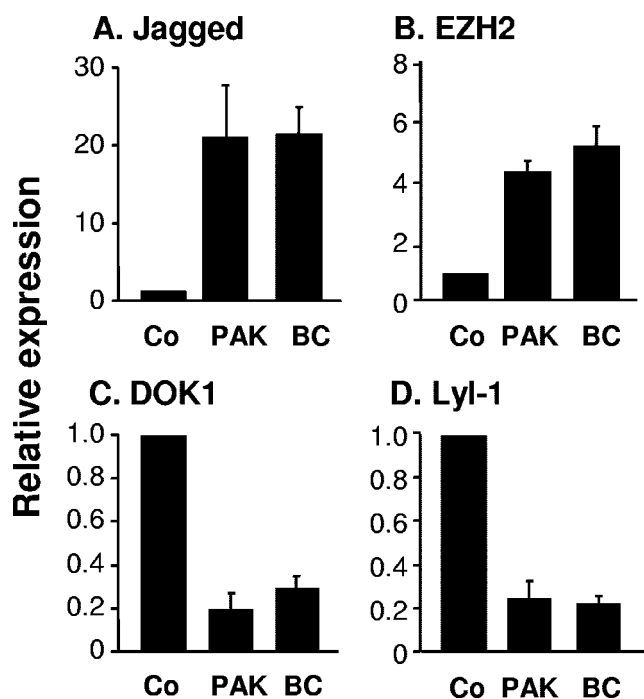 A. Jagged
30
20
10
0
Co PAK BC
B. EZH2
8
6
4
2
0
Co PAK BC
C. DOK1
1.0
0.8
0.6
0.4
0.2
0
Co PAK BC
D. Lyl-1
1.0
0.8
0.6
0.4
0.2
0
Co PAK BC
Relative expression